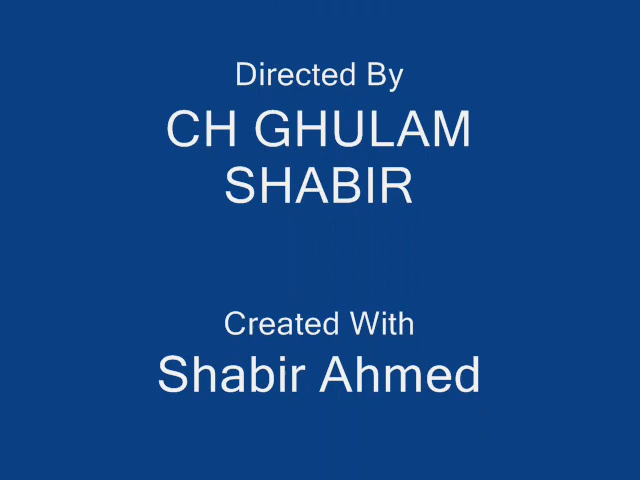 Directed By
CH GHULAM
SHABIR
Created With
Shabir Ahmed